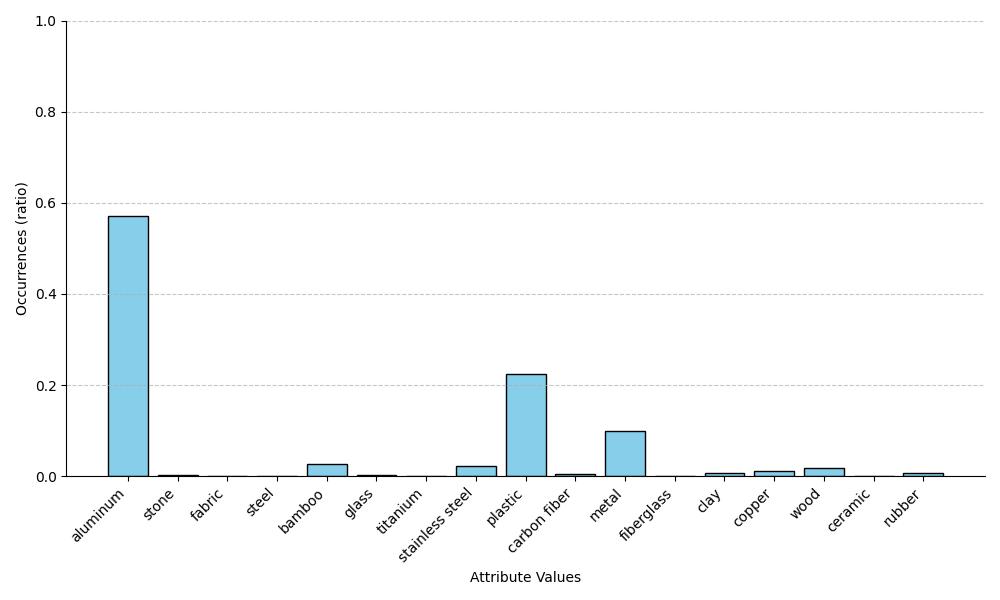 1.0
0.8
0.6
0.4
0.2
0.0
Occurrences (ratio)
aluminum
stone
fabric
steel
bamboo
glass
titanium
stainless steel
plastic
carbon fiber
metal
fiberglass
clay
copper
wood
ceramic
rubber
Attribute Values